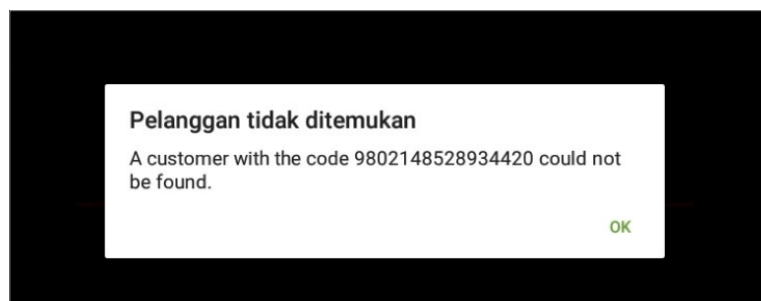 Pelanggan tidak ditemukan
A customer with the code 9802148528934420 could not
be found.
OK